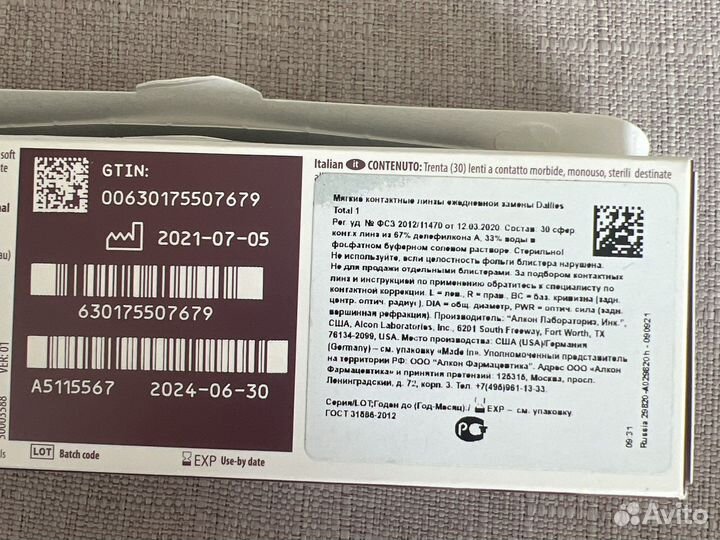 soft
GTIN:
00630175507679
2021-07-05
630175507679
A5115567 2024-06-30
LOT Batch code
EXP Use-by date
VER: 01
Italian it CONTENUTO: Trenta (30) lenti a contatto morbide, monouso, sterili destinate
Мягкие контактные линзы ежедневной замены Dailies
Total 1
Рег. уд. № ФСЗ 2012/11470 от 12.03.2020. Состав: 30 сфер
конт.х линз из 67% делефилкона А, 33% воды в
фосфатном буферном солевом растворе. Стерильно!
Не используйте, если целостность фольги блистера нарушена.
Не для продажи отдельными блистерами. За подбором контактных
линз и инструкцией по применению обратитесь к специалисту по
контактной коррекции. L = лев., R = прав., BC = баз. кривизна (задн.
центр. оптич. радиус), DIA = общ. диаметр, PWR = оптич. сила (задн.
вершинная рефракция). Производитель: "Алкон Лабораториз, Инк.",
США, Alcon Laboratories, Inc., 6201 South Freeway, Fort Worth, TX
76134-2099, USA. Место производства: США (USA)/Германия
(Germany) – см. упаковку «Made in». Уполномоченный представитель
на территории РФ: ООО "Алкон Фармацевтика". Адрес ООО «Алкон
Фармацевтика» и принятия претензий: 125315, Москва, просп.
Ленинградский, д. 72, корп. 3. Тел. +7(495)961-13-33.
Серия/LOT;Годен до (Год-Месяц) / EXP – см. упаковку
ГОСТ 31586-2012
РСТ
09:31
Avito